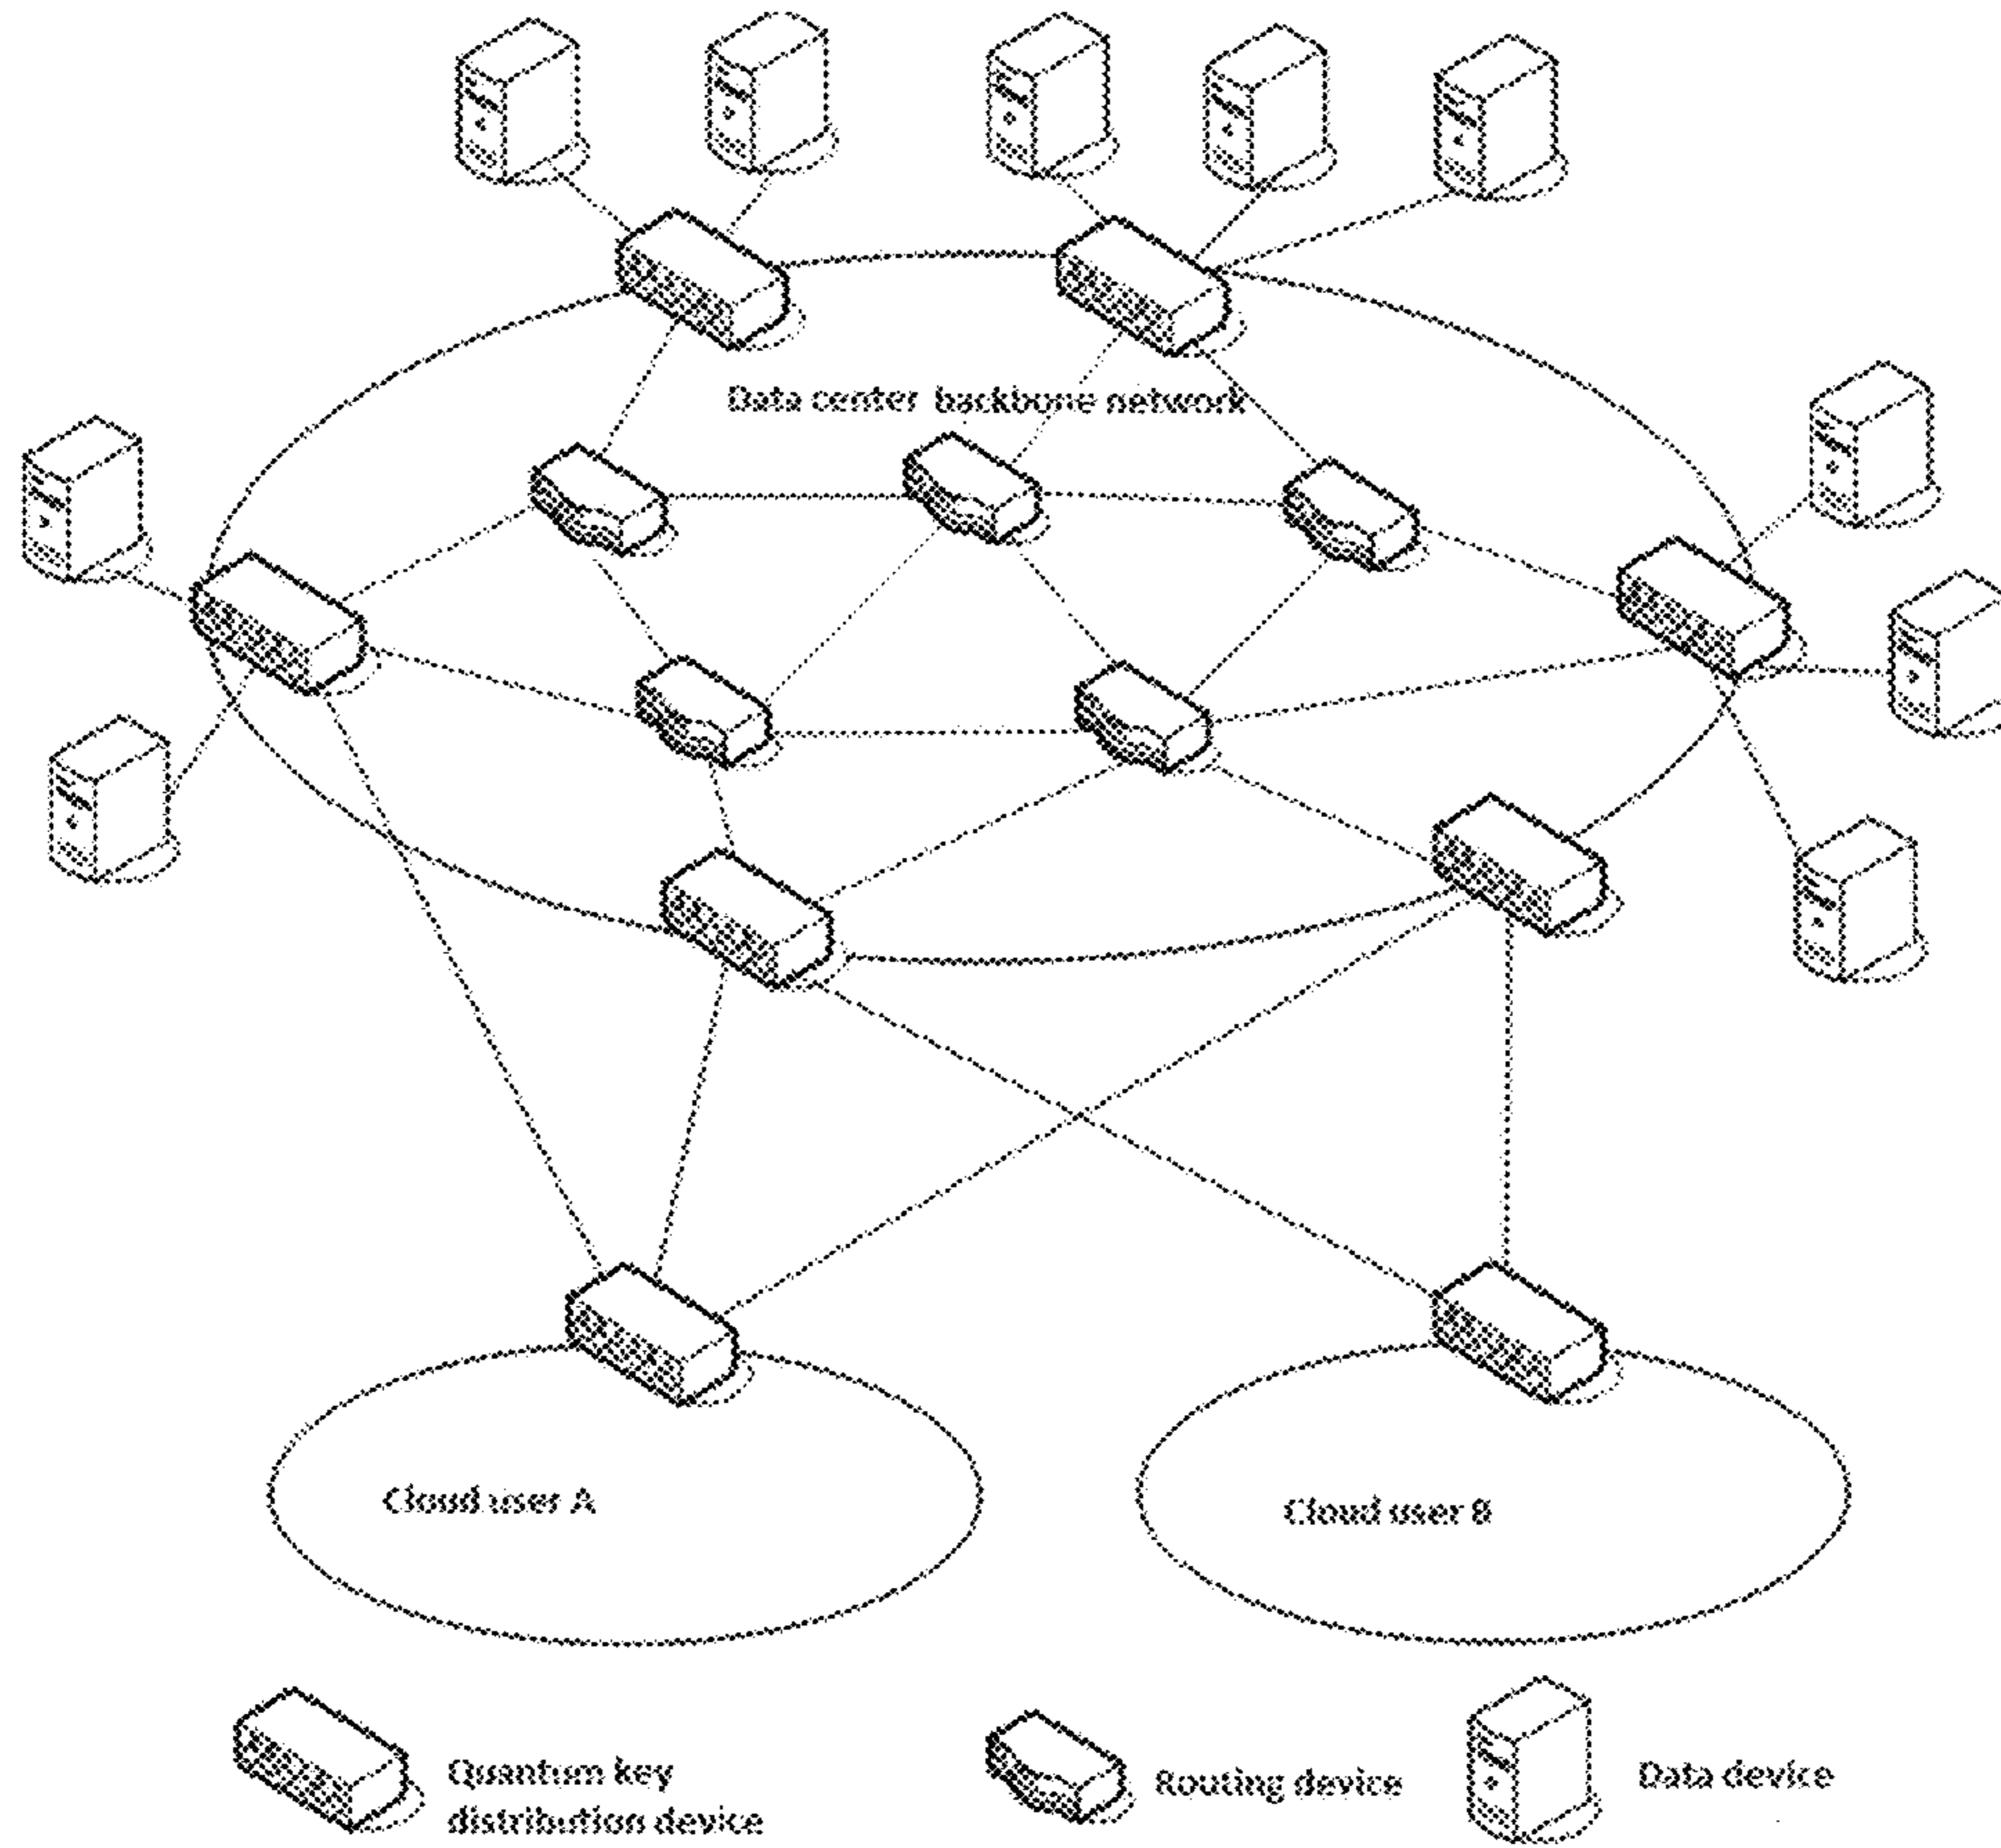 Data center backbone network
Cloud user A
Cloud user B
Quantum key
distribution device
Routing device
Data device